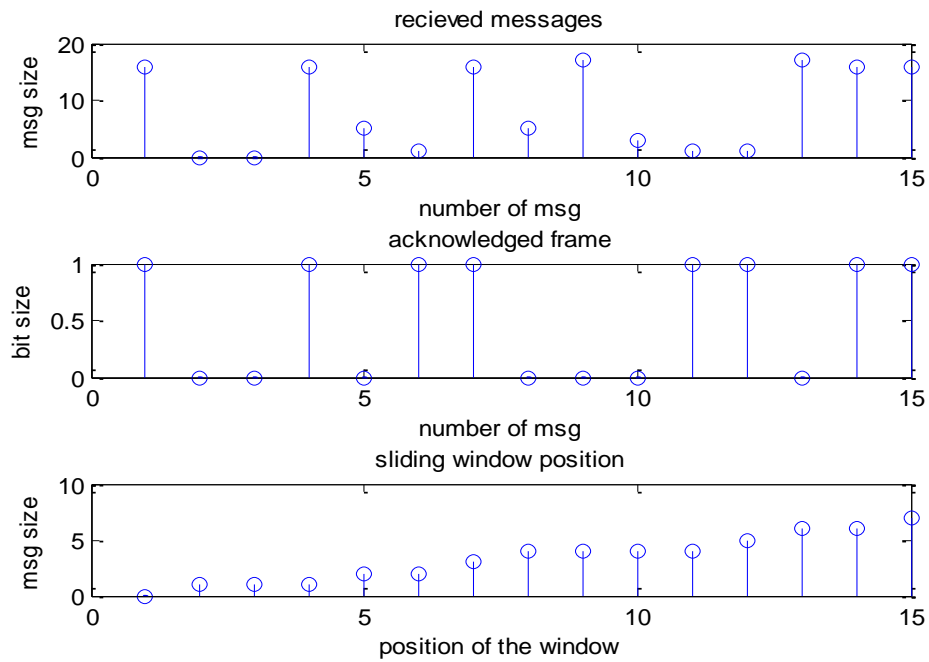 recieved messages
20
10
0
msg size
0 5 10 15
number of msg
acknowledged frame
1
0.5
0
bit size
0 5 10 15
number of msg
sliding window position
10
5
0
msg size
0 5 10 15
position of the window